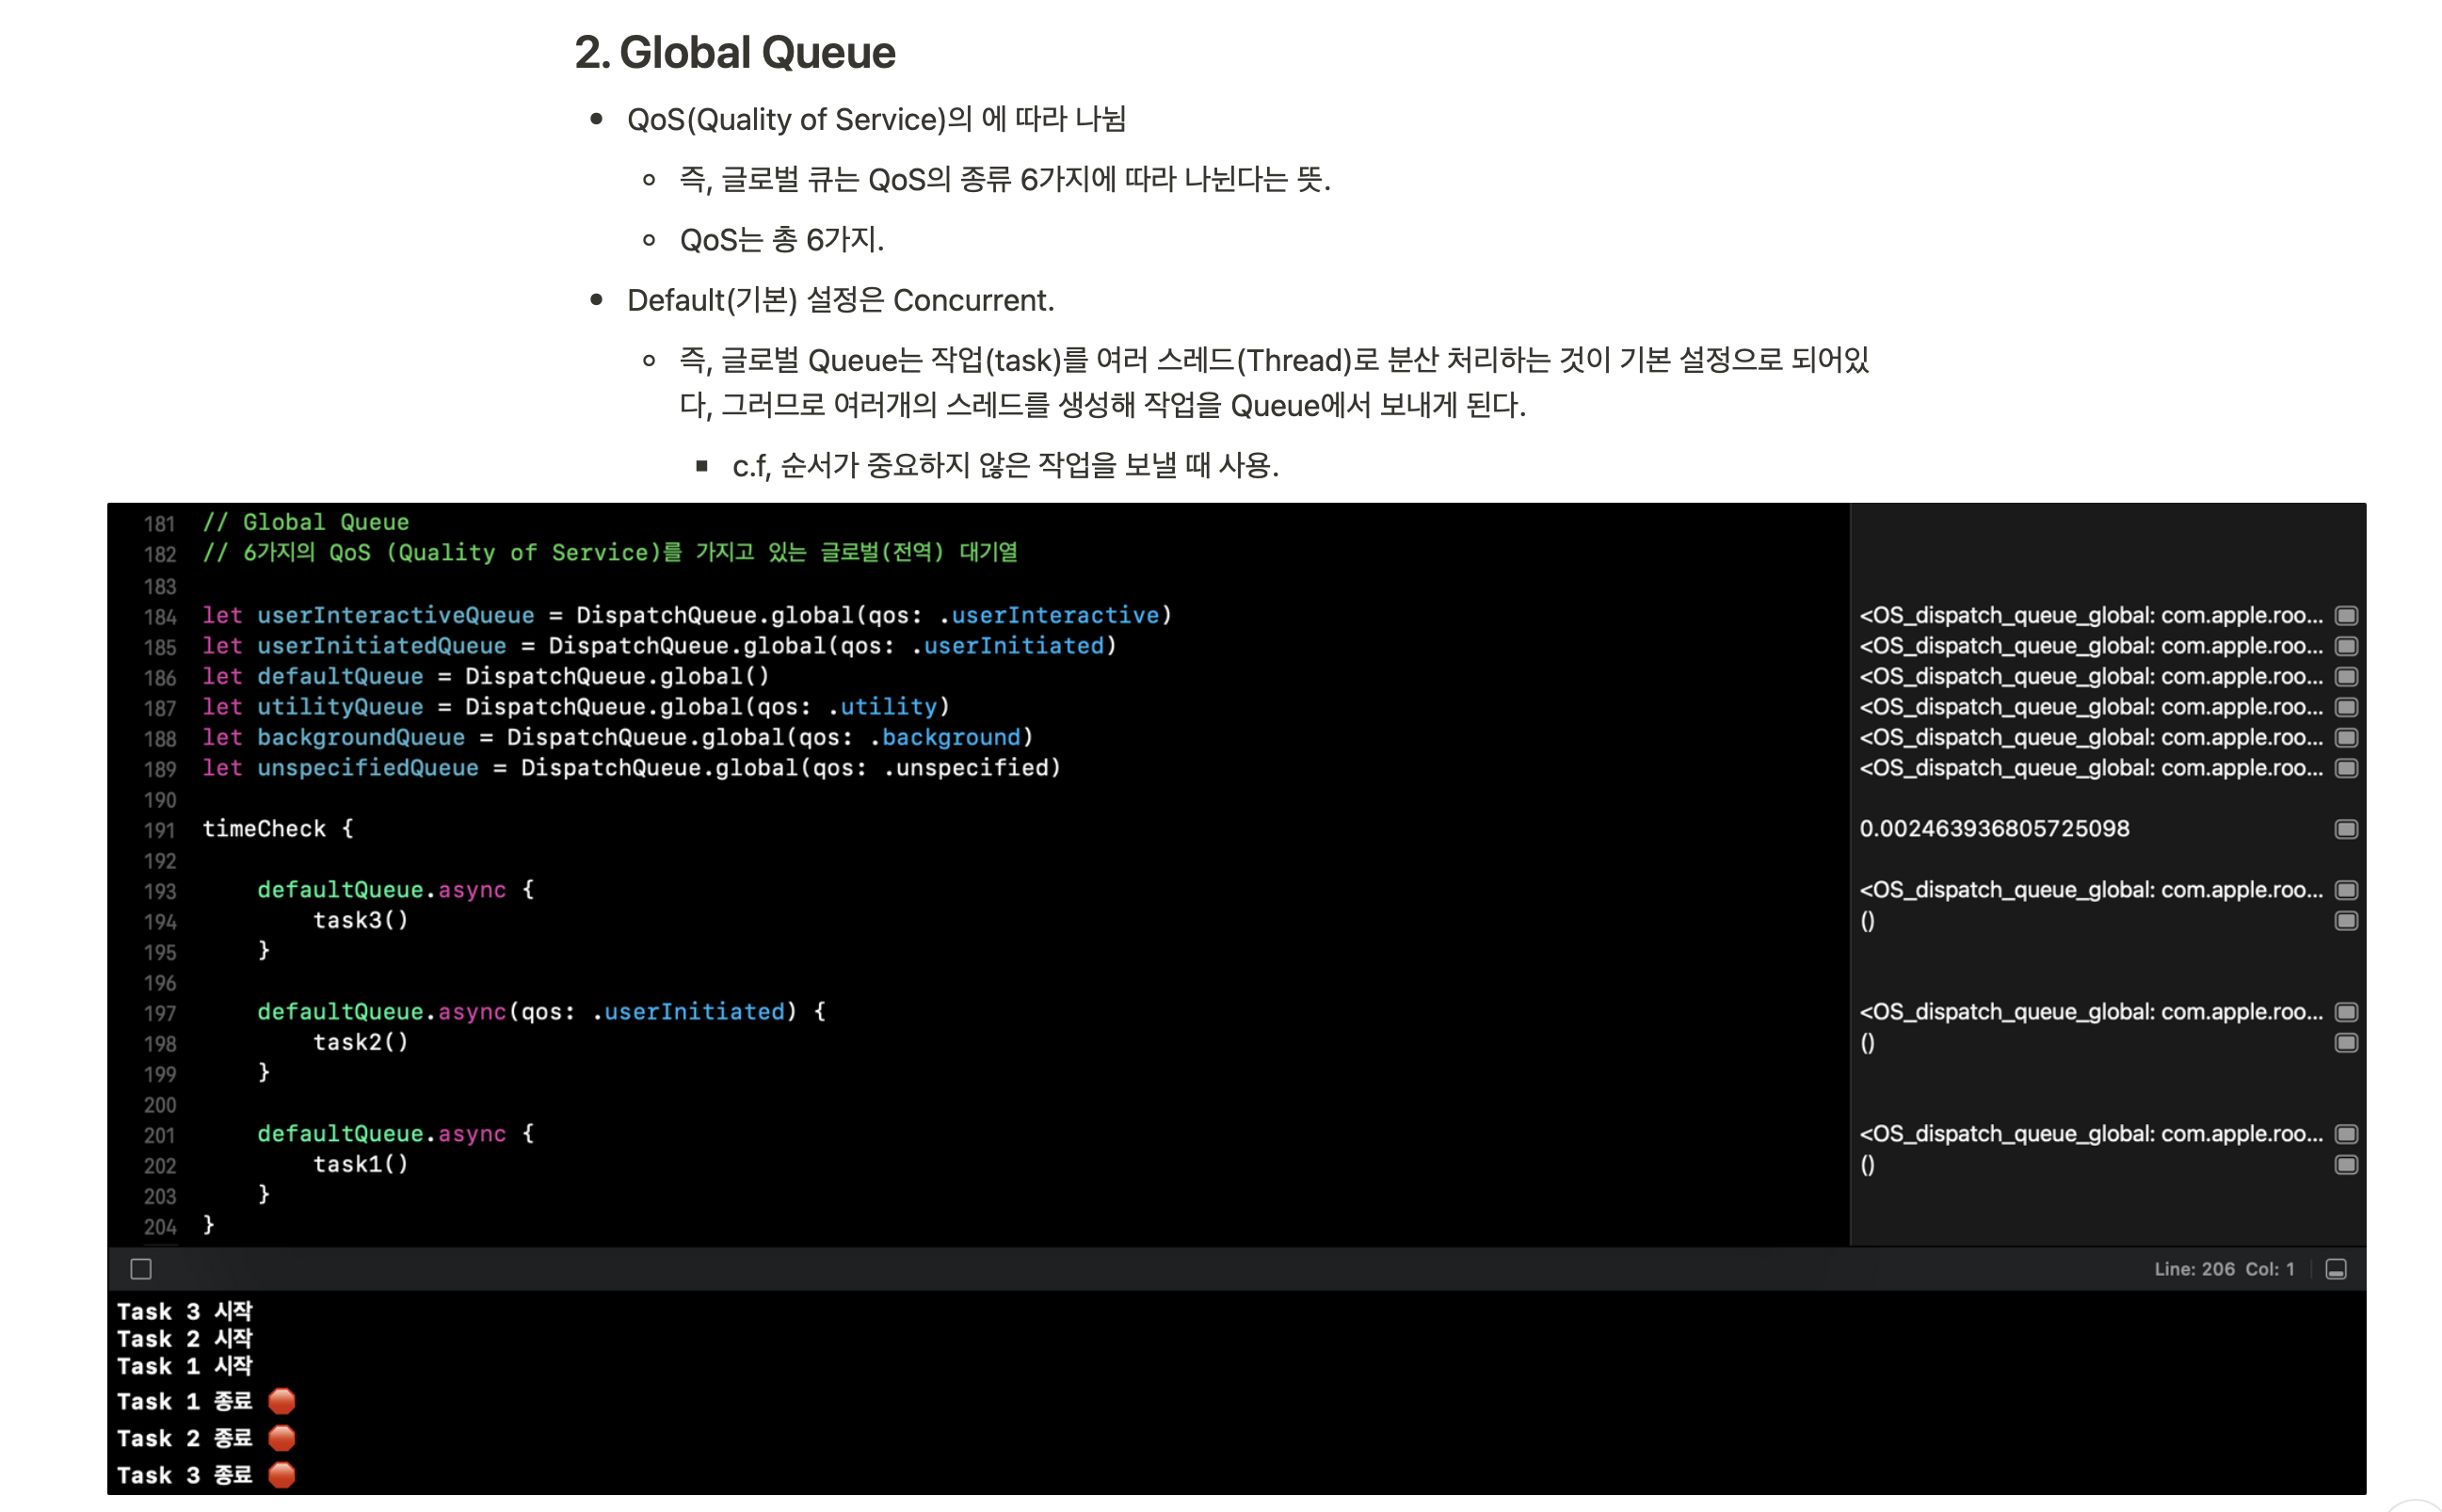 2. Global Queue
• QoS(Quality of Service)의 에 따라 나뉨
◦ 즉, 글로벌 큐는 QoS의 종류 6가지에 따라 나뉜다는 뜻.
◦ QoS는 총 6가지.
• Default(기본) 설정은 Concurrent.
◦ 즉, 글로벌 Queue는 작업(task)를 여러 스레드(Thread)로 분산 처리하는 것이 기본 설정으로 되어있
다, 그러므로 여러개의 스레드를 생성해 작업을 Queue에서 보내게 된다.
▪ c.f, 순서가 중요하지 않은 작업을 보낼 때 사용.
181 // Global Queue
182 // 6가지의 QoS (Quality of Service)를 가지고 있는 글로벌(전역) 대기열
183
184 let userInteractiveQueue = DispatchQueue.global(qos: .userInteractive) <OS_dispatch_queue_global: com.apple.roo...
185 let userInitiatedQueue = DispatchQueue.global(qos: .userInitiated) <OS_dispatch_queue_global: com.apple.roo...
186 let defaultQueue = DispatchQueue.global() <OS_dispatch_queue_global: com.apple.roo...
187 let utilityQueue = DispatchQueue.global(qos: .utility) <OS_dispatch_queue_global: com.apple.roo...
188 let backgroundQueue = DispatchQueue.global(qos: .background) <OS_dispatch_queue_global: com.apple.roo...
189 let unspecifiedQueue = DispatchQueue.global(qos: .unspecified) <OS_dispatch_queue_global: com.apple.roo...
190
191 timeCheck { 0.002463936805725098
192
193 defaultQueue.async { <OS_dispatch_queue_global: com.apple.roo...
194 task3() ()
195 }
196
197 defaultQueue.async(qos: .userInitiated) { <OS_dispatch_queue_global: com.apple.roo...
198 task2() ()
199 }
200
201 defaultQueue.async { <OS_dispatch_queue_global: com.apple.roo...
202 task1() ()
203 }
204 }
Line: 206 Col: 1
Task 3 시작
Task 2 시작
Task 1 시작
Task 1 종료 🛑
Task 2 종료 🛑
Task 3 종료 🛑